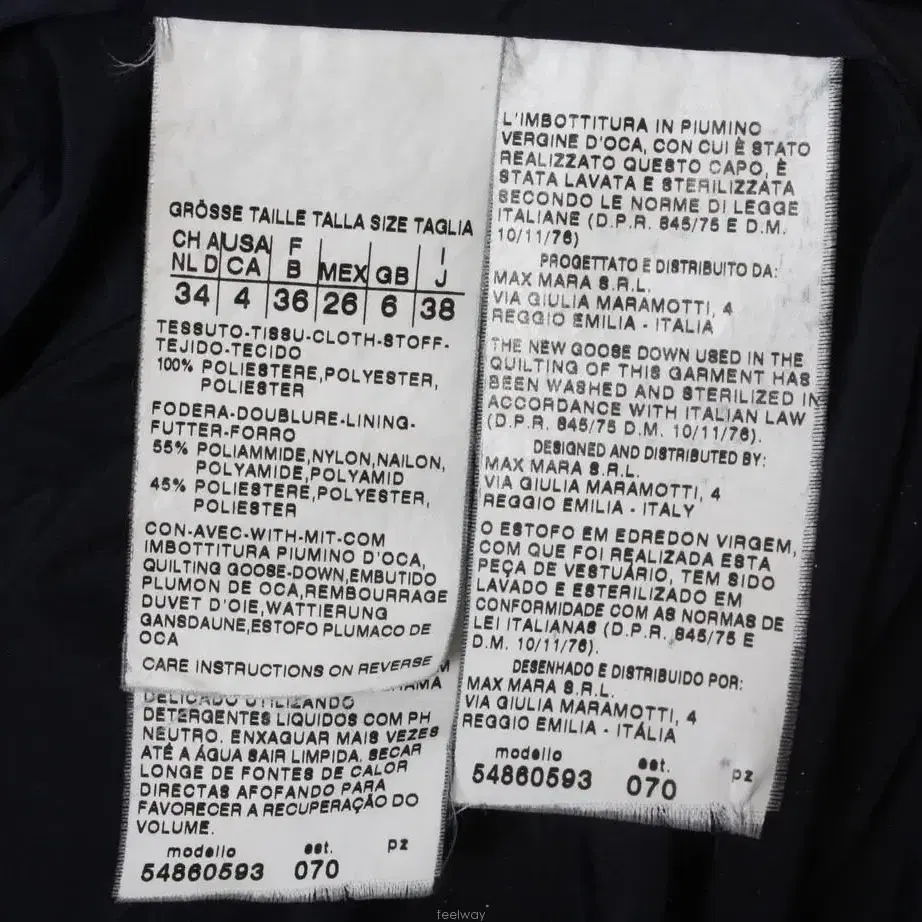 GRÖSSE TAILLE TALLA SIZE TAGLIA
CH A USA F I
NL D CA B MEX GB J
34 4 36 26 6 38
TESSUTO-TISSU-CLOTH-STOFF-
TEJIDO-TECIDO
100% POLIESTERE,POLYESTER,
POLIESTER
FODERA-DOUBLURE-LINING-
FUTTER-FORRO
55% POLIAMMIDE,NYLON,NAILON,
POLYAMIDE,POLYAMID
45% POLIESTERE,POLYESTER,
POLIESTER
CON-AVEC-WITH-MIT-COM
IMBOTTITURA PIUMINO D'OCA,
QUILTING GOOSE-DOWN,EMBUTIDO
PLUMON DE OCA,REMBOURRAGE
DUVET D'OIE,WATTIERUNG
GANSDAUNE,ESTOFO PLUMACO DE
OCA
CARE INSTRUCTIONS ON REVERSE
DELICADO UTILIZANDO
DETERGENTES LIQUIDOS COM PH
NEUTRO. ENXAGUAR MAIS VEZES
ATÉ A ÁGUA SAIR LIMPIDA. SECAR
LONGE DE FONTES DE CALOR
DIRECTAS AFOFANDO PARA
FAVORECER A RECUPERAÇÃO DO
VOLUME.
modello est. pz
54860593 070
L'IMBOTTITURA IN PIUMINO
VERGINE D'OCA, CON CUI È STATO
REALIZZATO QUESTO CAPO, È
STATA LAVATA E STERILIZZATA
SECONDO LE NORME DI LEGGE
ITALIANE (D.P.R. 845/75 E D.M.
10/11/76)
PROGETTATO E DISTRIBUITO DA:
MAX MARA S.R.L.
VIA GIULIA MARAMOTTI, 4
REGGIO EMILIA - ITALIA
THE NEW GOOSE DOWN USED IN THE
QUILTING OF THIS GARMENT HAS
BEEN WASHED AND STERILIZED IN
ACCORDANCE WITH ITALIAN LAW
(D.P.R. 845/75 D.M. 10/11/76).
DESIGNED AND DISTRIBUTED BY:
MAX MARA S.R.L.
VIA GIULIA MARAMOTTI, 4
REGGIO EMILIA - ITALY
O ESTOFO EM EDREDON VIRGEM,
COM QUE FOI REALIZADA ESTA
PEÇA DE VESTUÁRIO, TEM SIDO
LAVADO E ESTERILIZADO EM
CONFORMIDADE COM AS NORMAS DE
LEI ITALIANAS (D.P.R. 845/75 E
D.M. 10/11/76).
DESENHADO E DISTRIBUIDO POR:
MAX MARA S.R.L.
VIA GIULIA MARAMOTTI, 4
REGGIO EMILIA - ITÁLIA
modello est. pz
54860593 070
feelway